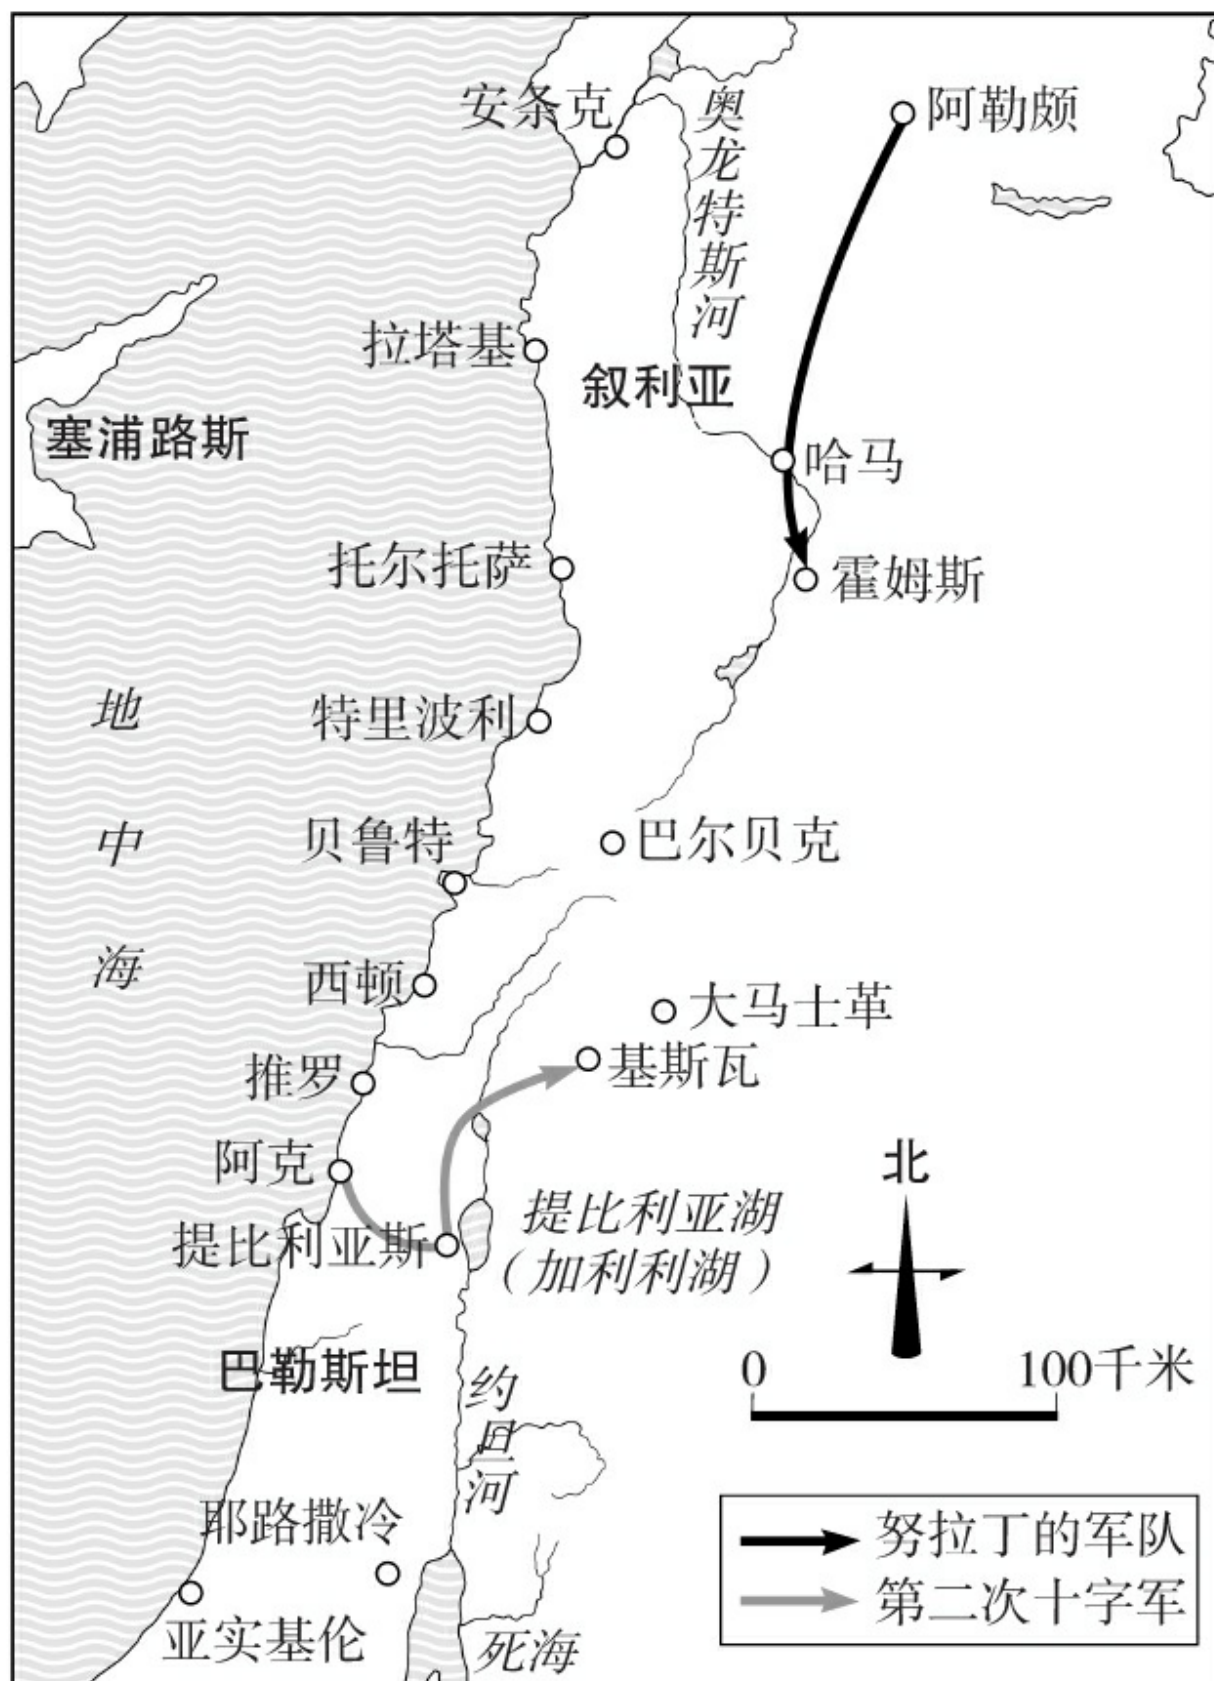 安条克
奥龙特斯河
阿勒颇
拉塔基
叙利亚
塞浦路斯
哈马
托尔托萨
霍姆斯
地中海
特里波利
贝鲁特
巴尔贝克
西顿
大马士革
基斯瓦
推罗
阿克
北
提比利亚斯
提比利亚湖
（加利利湖）
巴勒斯坦
0 100千米
约旦河
耶路撒冷
亚实基伦
死海
努拉丁的军队
第二次十字军